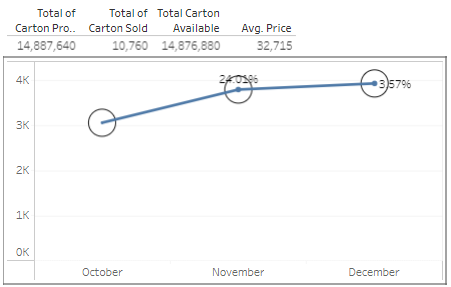 Total of Total of Total Carton
Carton Pro.. Carton Sold Available Avg. Price
14,887,640 10,760 14,876,880 32,715
4K
24.01%
3.57%
3K
2K
1K
0K
October November December